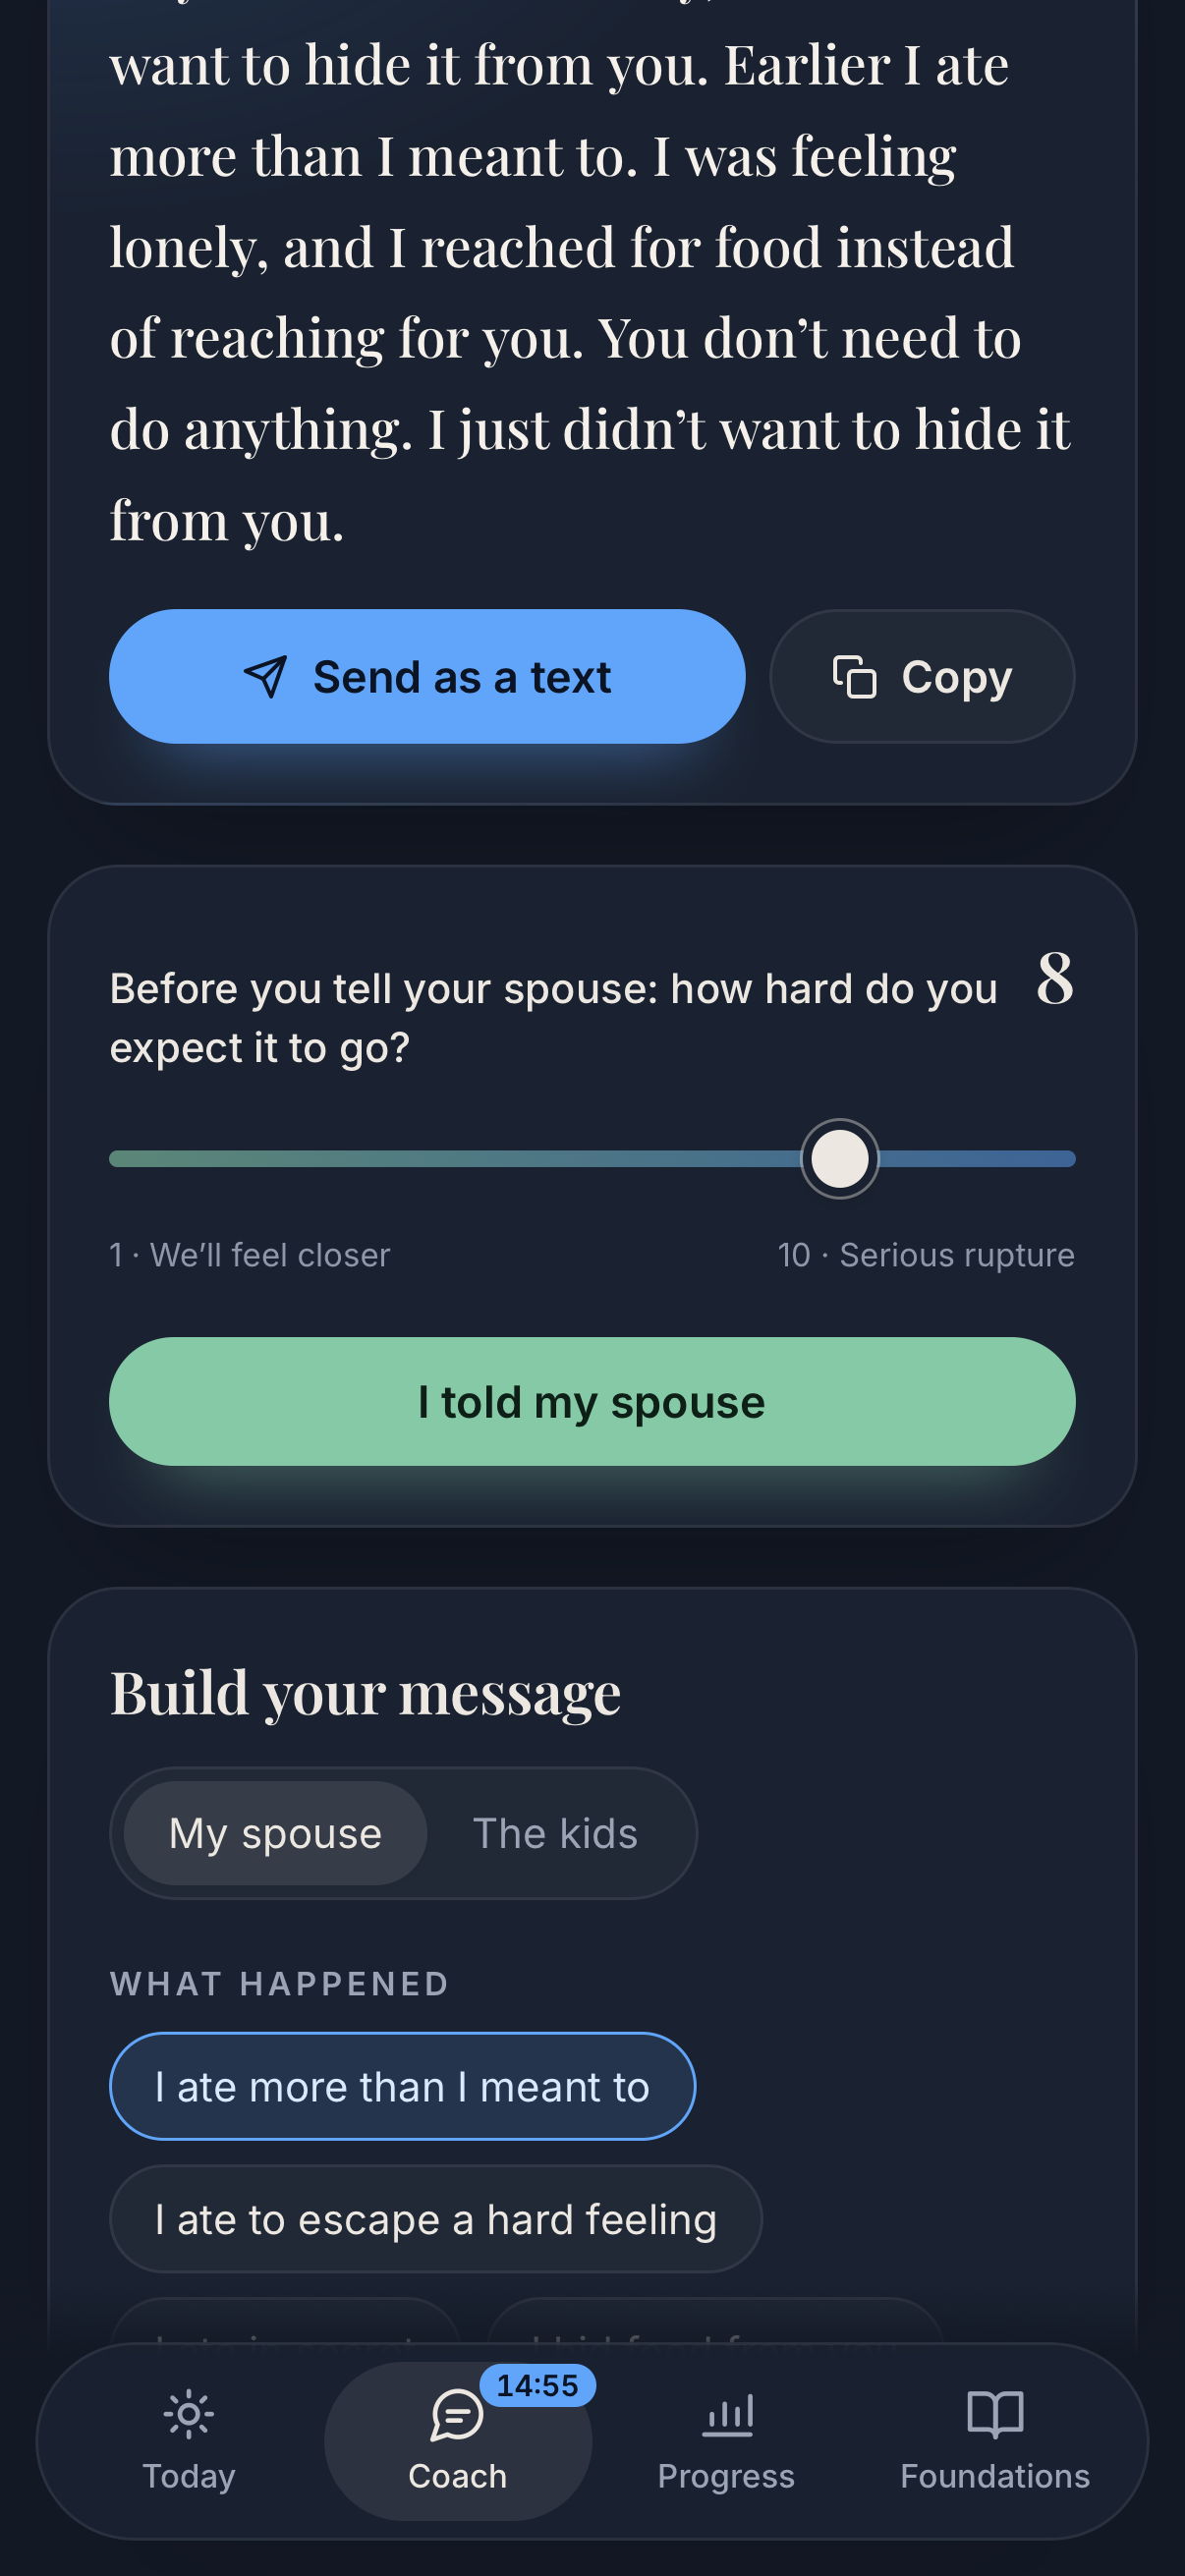 want to hide it from you. Earlier I ate
more than I meant to. I was feeling
lonely, and I reached for food instead
of reaching for you. You don’t need to
do anything. I just didn’t want to hide it
from you.
Send as a text
Copy
Before you tell your spouse: how hard do you
expect it to go?
8
1 · We’ll feel closer
10 · Serious rupture
I told my spouse
Build your message
My spouse
The kids
WHAT HAPPENED
I ate more than I meant to
I ate to escape a hard feeling
14:55
Today
Coach
Progress
Foundations